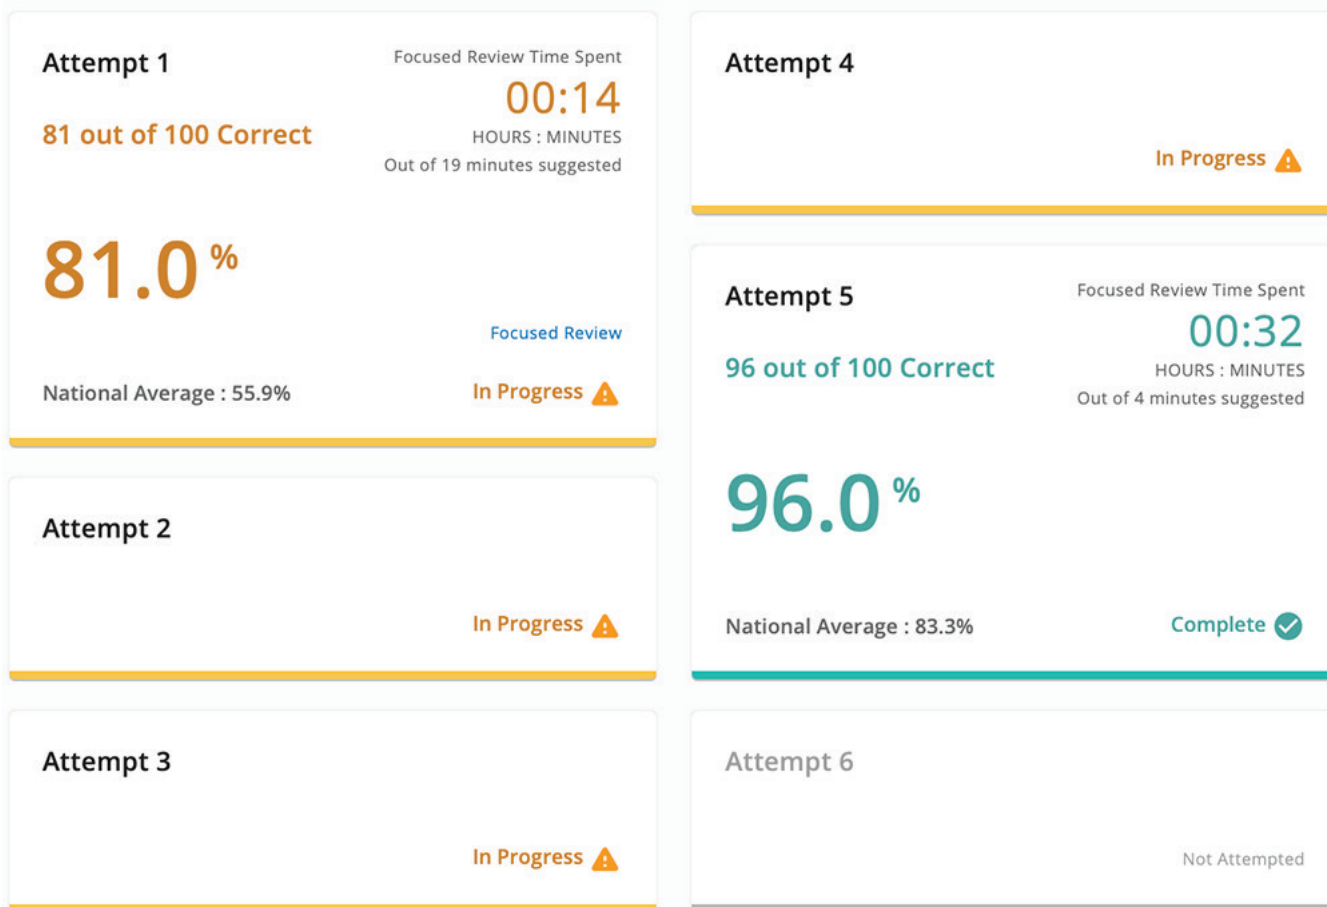 Attempt 1
Focused Review Time Spent
00:14
81 out of 100 Correct
HOURS : MINUTES
Out of 19 minutes suggested
81.0 %
Focused Review
National Average : 55.9%
In Progress
Attempt 2
In Progress
Attempt 3
In Progress
Attempt 4
In Progress
Attempt 5
Focused Review Time Spent
00:32
96 out of 100 Correct
HOURS : MINUTES
Out of 4 minutes suggested
96.0 %
National Average : 83.3%
Complete
Attempt 6
Not Attempted